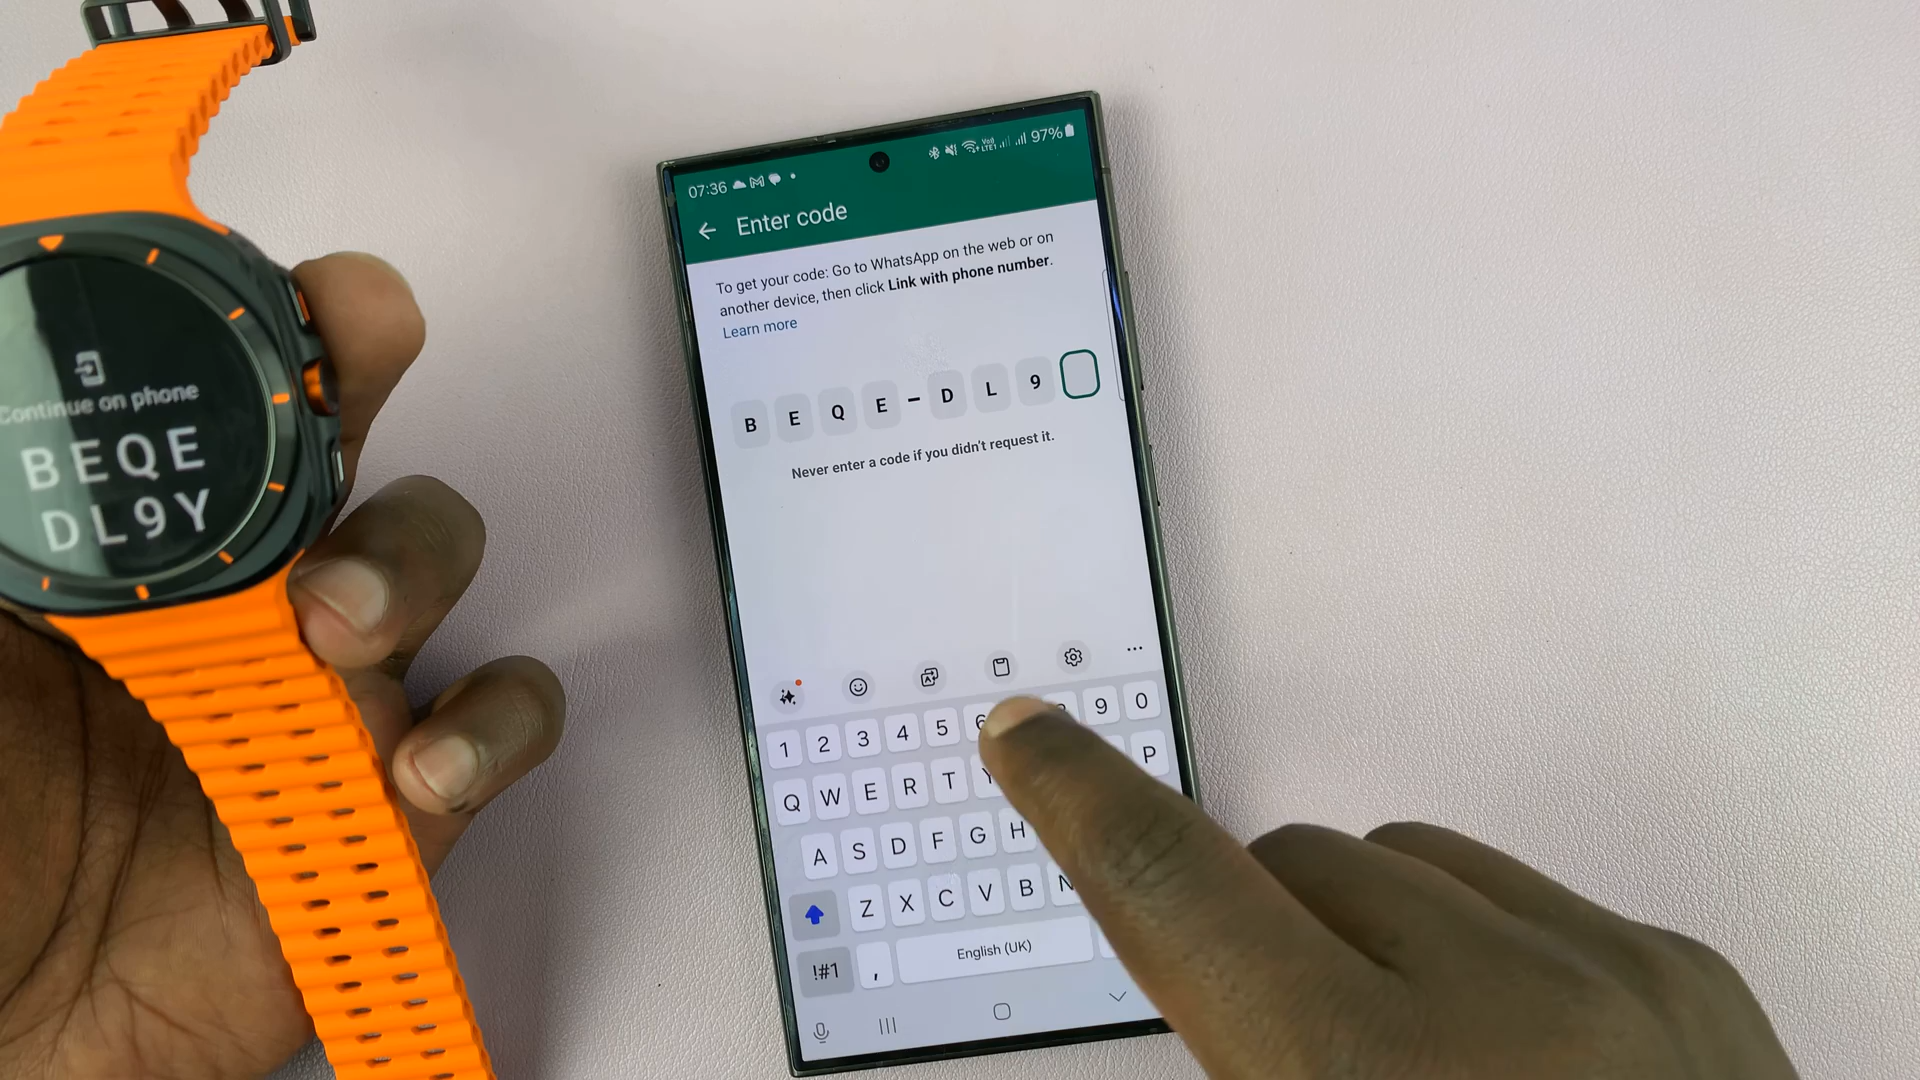 Continue on phone
BEQE
DL9Y
07:36
97%
Enter code
To get your code: Go to WhatsApp on the web or on
another device, then click Link with phone number.
Learn more
B E Q E - D L 9
Never enter a code if you didn't request it.
1 2 3 4 5 6 9 0
Q W E R T Y P
A S D F G H
Z X C V B N
!#1 , English (UK)